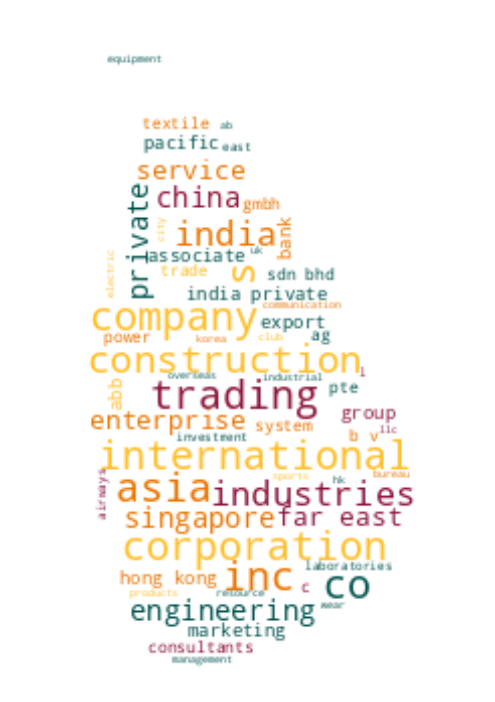 equipment
textile ab
pacific east
service
private china gmbh
city india bank
associate uk
electric trade s sdn bhd
india private
company communication
export
power korea club ag
construction
overseas industrial l
abb trading pte
group
enterprise system llc
investment b v
international
sports bureau
airways asia industries hk
singapore far east
corporation
laboratories
hong kong inc c co
products resource
engineering wear
marketing
consultants
management